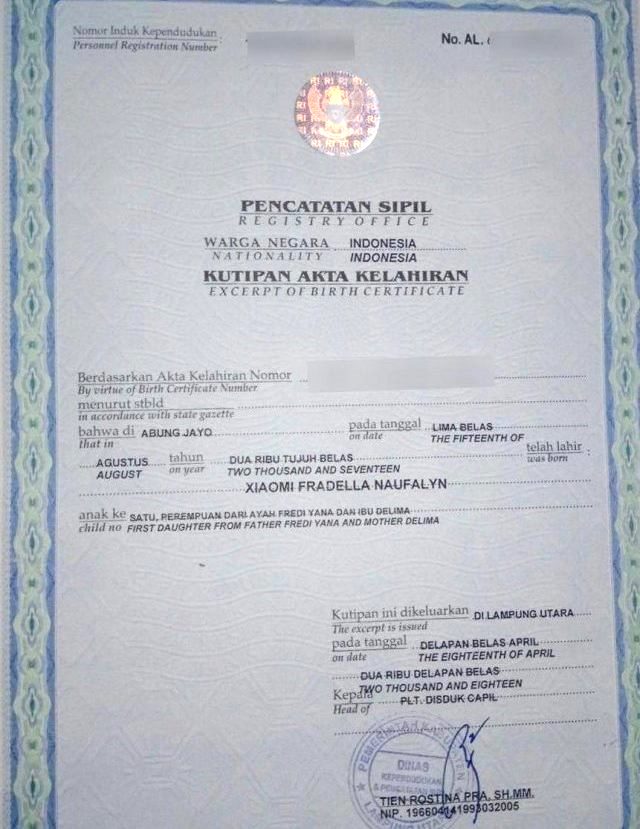 Nomor Induk Kependudukan
Personnel Registration Number
No. AL.
PENCATATAN SIPIL
REGISTRY OFFICE
WARGA NEGARA INDONESIA
NATIONALITY INDONESIA
KUTIPAN AKTA KELAHIRAN
EXCERPT OF BIRTH CERTIFICATE
Berdasarkan Akta Kelahiran Nomor
By virtue of Birth Certificate Number
menurut stbld
in accordance with state gazette
bahwa di ABUNG JAYO pada tanggal LIMA BELAS
that in on date THE FIFTEENTH OF
AGUSTUS tahun DUA RIBU TUJUH BELAS telah lahir :
AUGUST on year TWO THOUSAND AND SEVENTEEN was born
XIAOMI FRADELLA NAUFALYN
anak ke SATU, PEREMPUAN DARI AYAH FREDI YANA DAN IBU DELIMA
child no FIRST DAUGHTER FROM FATHER FREDI YANA AND MOTHER DELIMA
Kutipan ini dikeluarkan DI LAMPUNG UTARA
The excerpt is issued
pada tanggal DELAPAN BELAS APRIL
on date THE EIGHTEENTH OF APRIL
DUA RIBU DELAPAN BELAS
TWO THOUSAND AND EIGHTEEN
Kepala PLT. DISDUK CAPIL
Head of
PEMERINTAH KABUPATEN
DINAS
KEPENDUDUKAN
LAMPUNG UTARA
TIEN ROSTINA PRA, SH.MM.
NIP. 196604141993032005